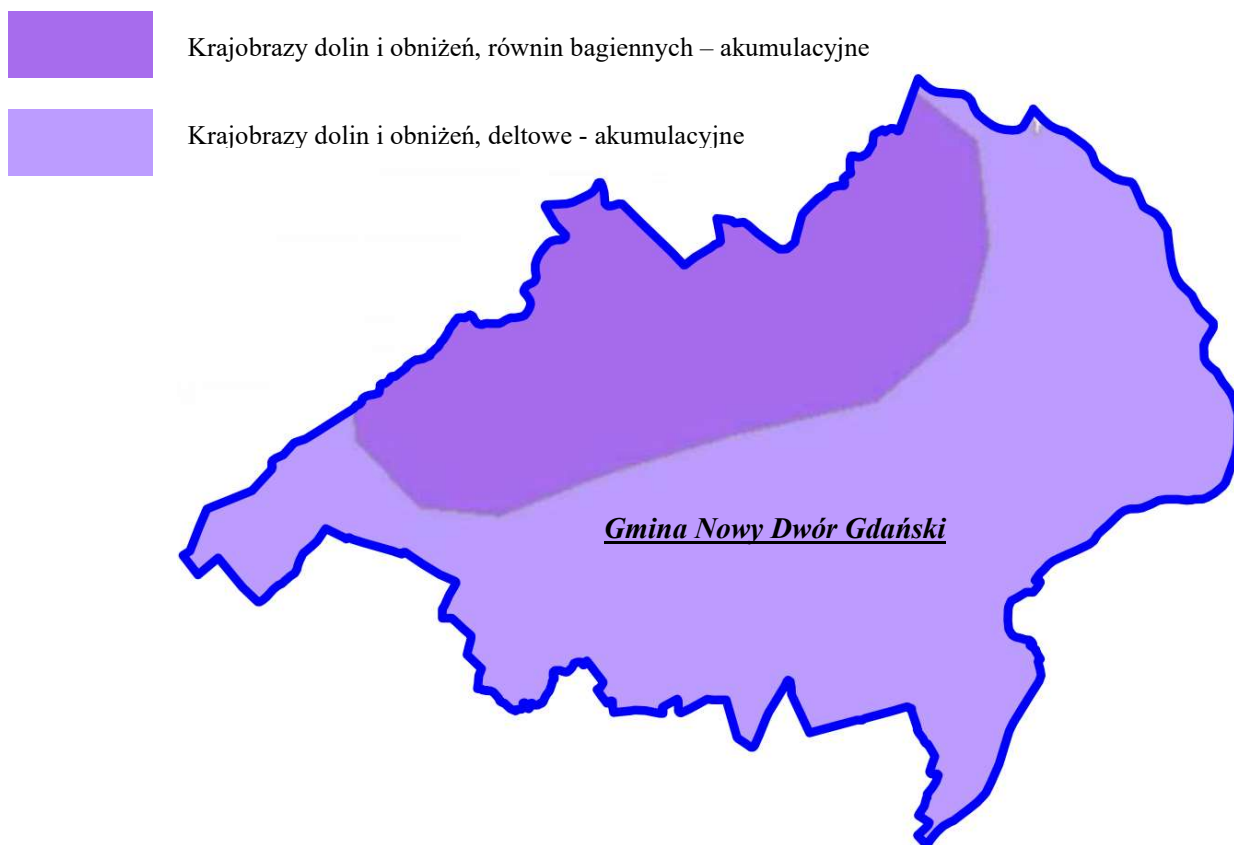 Krajobrazy dolin i obniżeń, równin bagiennych – akumulacyjne
Krajobrazy dolin i obniżeń, deltowe - akumulacyjne
Gmina Nowy Dwór Gdański